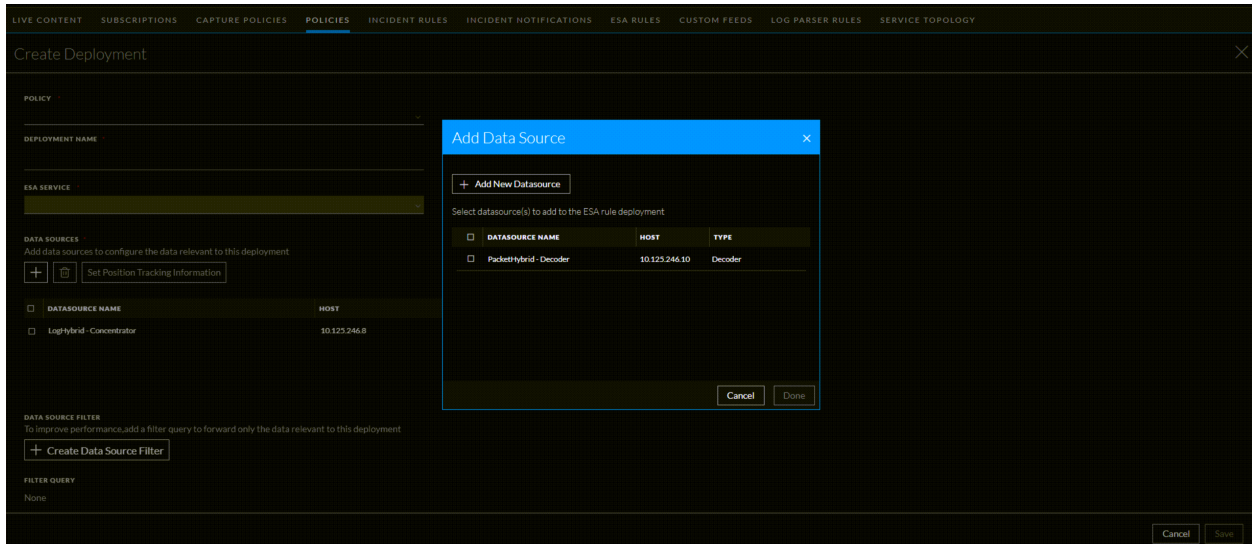 LIVE CONTENT SUBSCRIPTIONS CAPTURE POLICIES POLICIES INCIDENT RULES INCIDENT NOTIFICATIONS ESA RULES CUSTOM FEEDS LOG PARSER RULES SERVICE TOPOLOGY
Create Deployment
POLICY
DEPLOYMENT NAME
ESA SERVICE
DATA SOURCES
Add data sources to configure the data relevant to this deployment
Set Position Tracking Information
DATASOURCE NAME HOST
LogHybrid - Concentrator 10.125.246.8
DATA SOURCE FILTER
To improve performance,add a filter query to forward only the data relevant to this deployment
+ Create Data Source Filter
FILTER QUERY
None
Add Data Source
+ Add New Datasource
Select datasource(s) to add to the ESA rule deployment
DATASOURCE NAME HOST TYPE
PacketHybrid - Decoder 10.125.246.10 Decoder
Cancel Done
Cancel Save